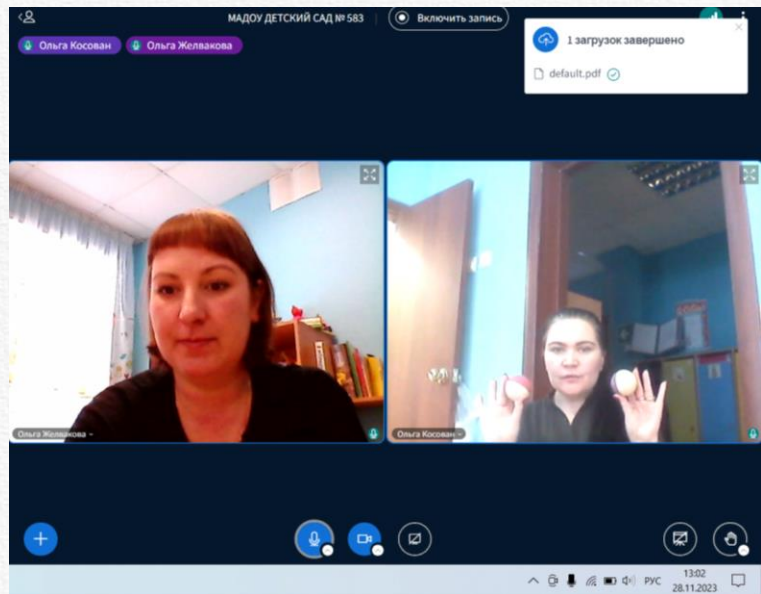 МАДОУ ДЕТСКИЙ САД № 583
Включить запись
1 загрузок завершено
default.pdf
Ольга Косован
Ольга Желвакова
Ольга Желвакова
Ольга Косован
РУС
13:02
28.11.2023